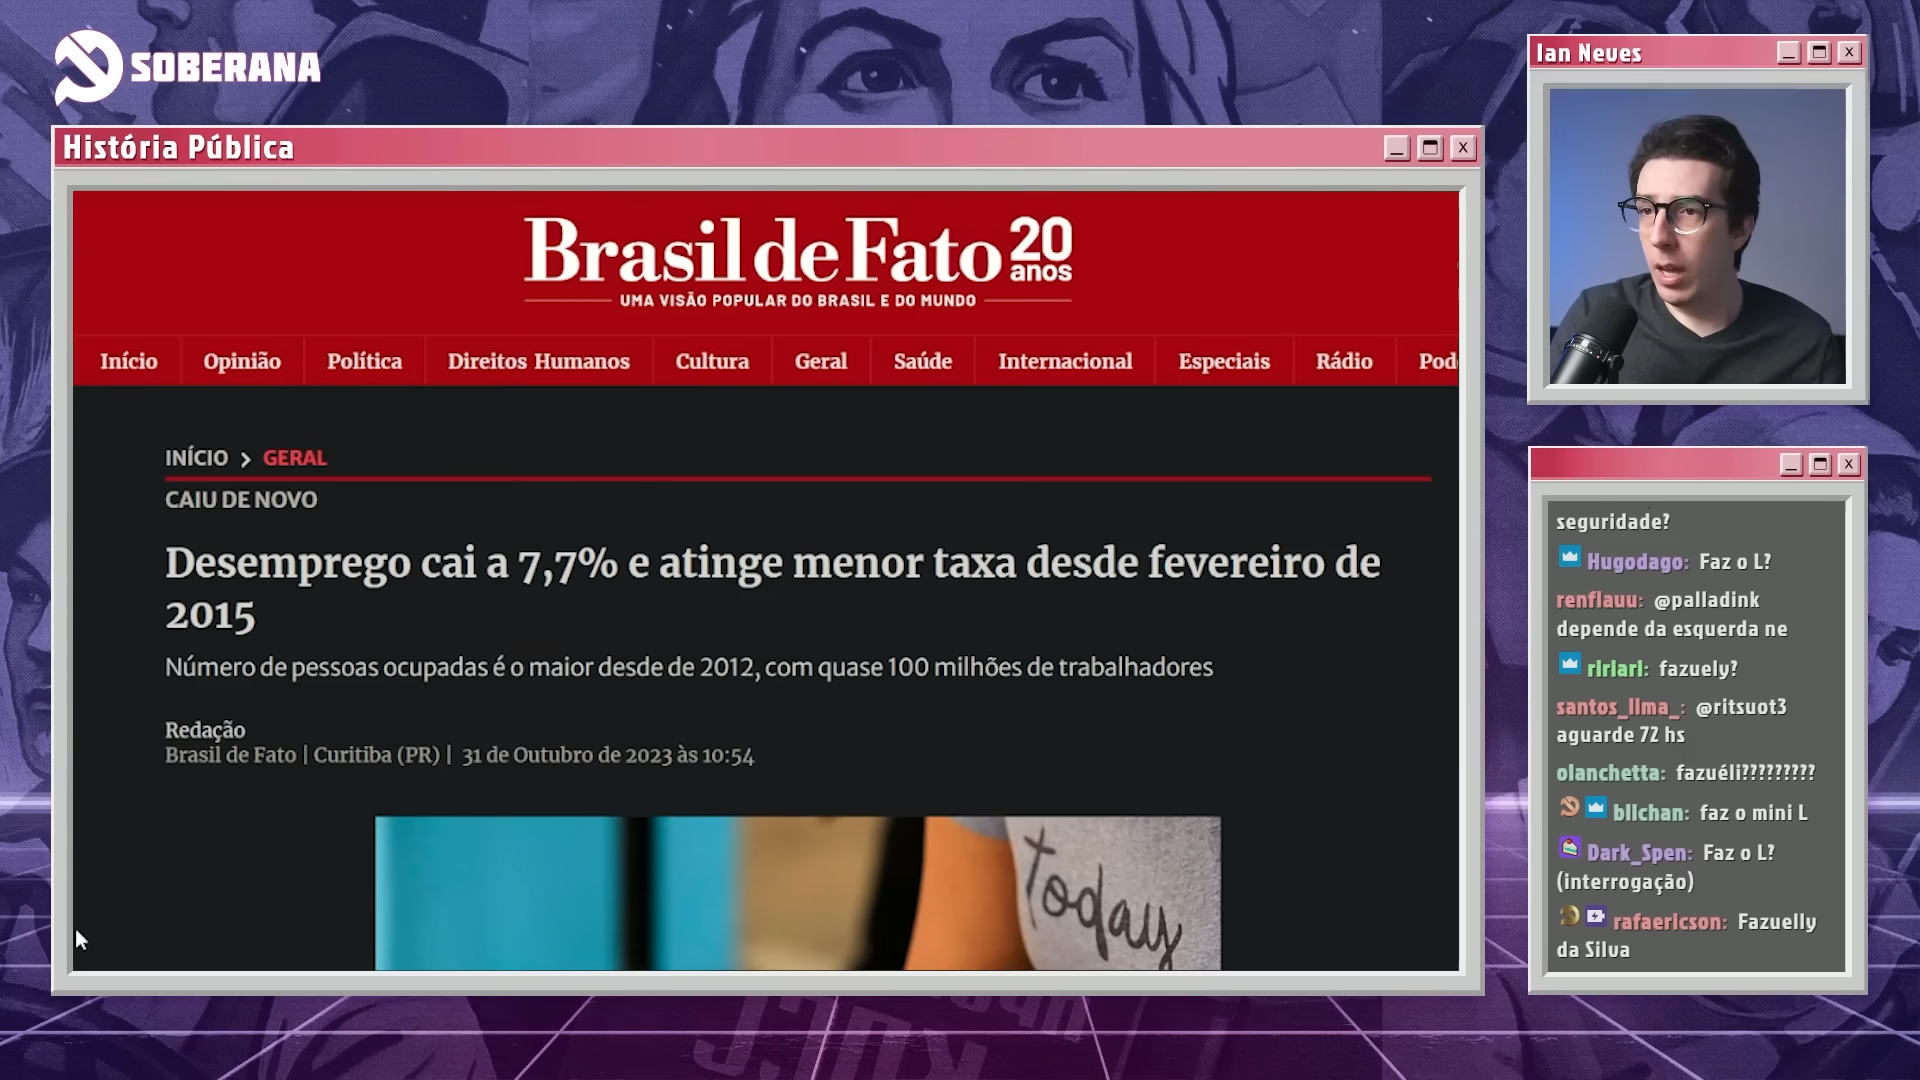 SOBERANA
História Pública
Brasil de Fato 20 anos
UMA VISÃO POPULAR DO BRASIL E DO MUNDO
Início Opinião Política Direitos Humanos Cultura Geral Saúde Internacional Especiais Rádio Pod
INÍCIO > GERAL
CAIU DE NOVO
Desemprego cai a 7,7% e atinge menor taxa desde fevereiro de
2015
Número de pessoas ocupadas é o maior desde de 2012, com quase 100 milhões de trabalhadores
Redação
Brasil de Fato | Curitiba (PR) | 31 de Outubro de 2023 às 10:54
today
Ian Neves
seguridade?
Hugodago: Faz o L?
renflauu: @palladink
depende da esquerda ne
rlrlarl: fazuely?
santos_lima_: @ritsuot3
aguarde 72 hs
olanchetta: fazuéli?????????
blichan: faz o mini L
Dark_Spen: Faz o L?
(interrogação)
rafaericson: Fazuelly
da Silva